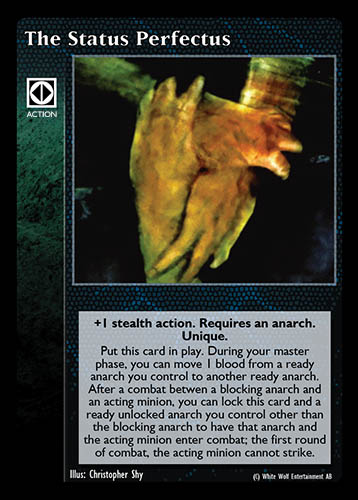 The Status Perfectus
ACTION
+1 stealth action. Requires an anarch.
Unique.
Put this card in play. During your master
phase, you can move 1 blood from a ready
anarch you control to another ready anarch.
After a combat betwen a blocking anarch and
an acting minion, you can lock this card and a
ready unlocked anarch you control other than
the blocking anarch to have that anarch and
the acting minion enter combat; the first round
of combat, the acting minion cannot strike.
Illus: Christopher Shy
(C) White Wolf Entertainment AB